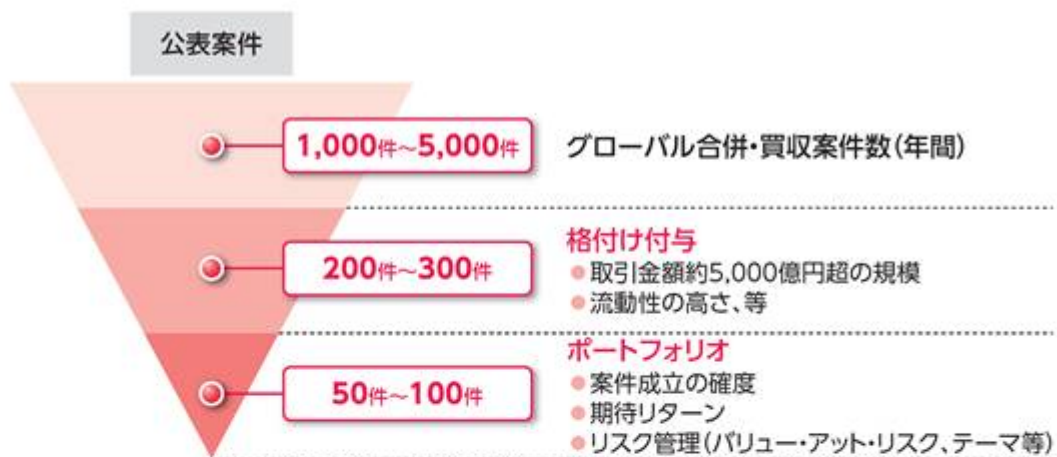 公表案件
1,000件～5,000件
グローバル合併・買収案件数(年間)
200件～300件
格付け付与
●取引金額約5,000億円超の規模
●流動性の高さ、等
50件～100件
ポートフォリオ
●案件成立の確度
●期待リターン
●リスク管理(バリュー・アット・リスク、テーマ等)